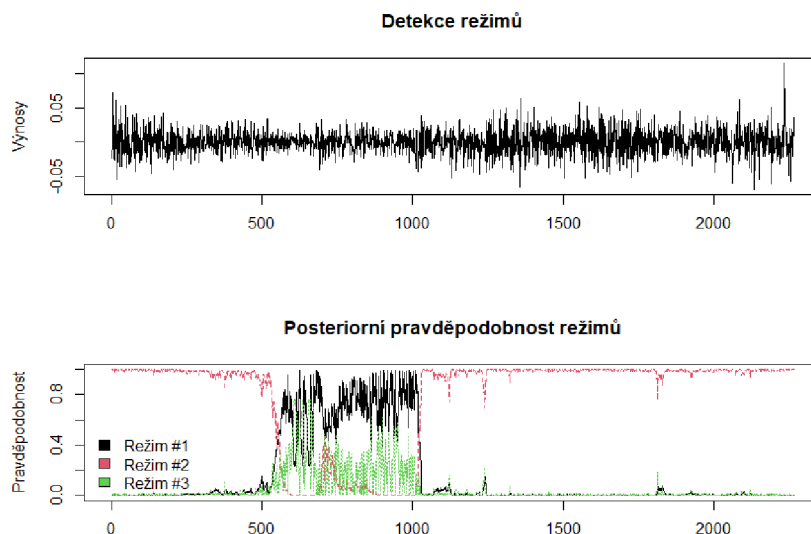 Detekce režimů
Výnosy
0.05
-0.05
0 500 1000 1500 2000
Posteriorní pravděpodobnost režimů
Pravděpodobnost
0.8
0.4
0.0
Režim #1
Režim #2
Režim #3
0 500 1000 1500 2000